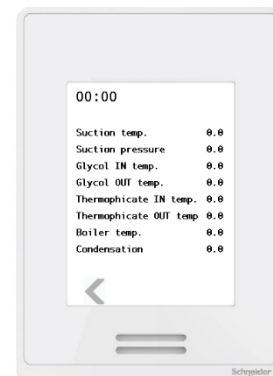 00:00
Suction temp. 0.0
Suction pressure 0.0
Glycol IN temp. 0.0
Glycol OUT temp. 0.0
Thermophicate IN temp. 0.0
Thermophicate OUT temp 0.0
Boiler temp. 0.0
Condensation 0.0
Schneider